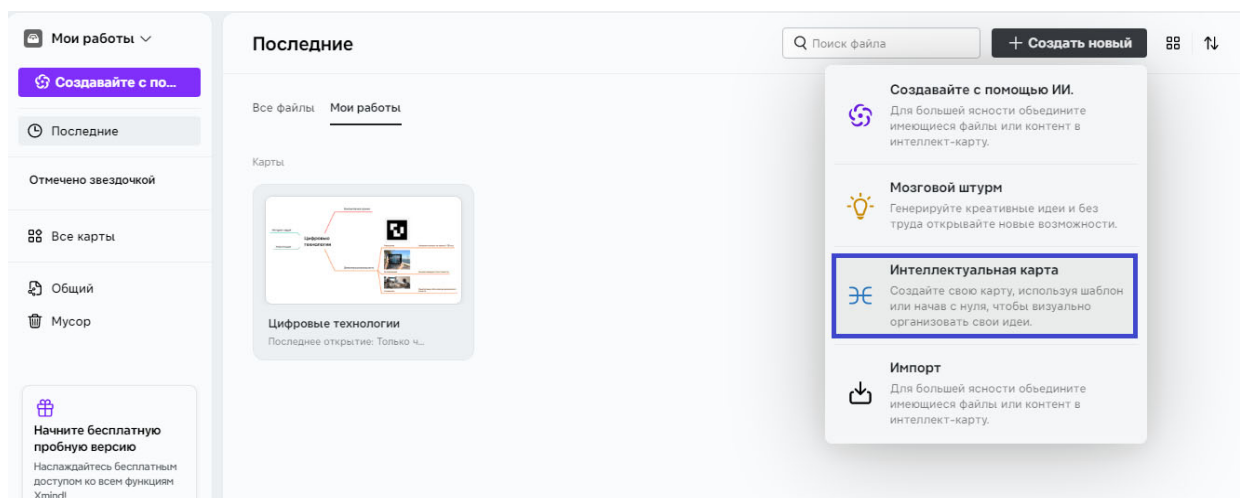 Мои работы
Создавайте с по...
Последние
Отмечено звездочкой
Все карты
Общий
Мусор
Начните бесплатную
пробную версию
Наслаждайтесь бесплатным
доступом ко всем функциям
Xmind!
Последние
Поиск файла
+ Создать новый
Все файлы Мои работы
Карты
Цифровые
технологии
Цифровые технологии
Последнее открытие: Только ч...
Создавайте с помощью ИИ.
Для большей ясности объедините
имеющиеся файлы или контент в
интеллект-карту.
Мозговой штурм
Генерируйте креативные идеи и без
труда открывайте новые возможности.
Интеллектуальная карта
Создайте свою карту, используя шаблон
или начав с нуля, чтобы визуально
организовать свои идеи.
Импорт
Для большей ясности объедините
имеющиеся файлы или контент в
интеллект-карту.